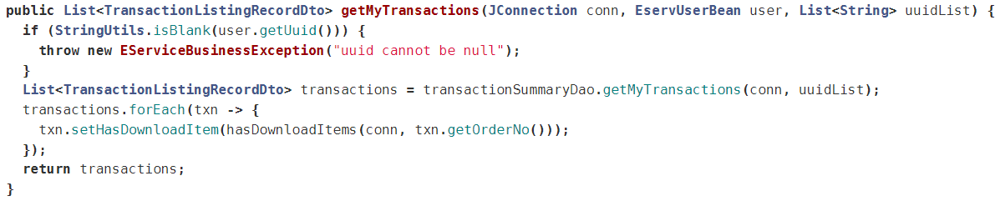 public List<TransactionListingRecordDto> getMyTransactions(JConnection conn, EservUserBean user, List<String> uuidList) {
  if (StringUtils.isBlank(user.getUuid())) {
    throw new EServiceBusinessException("uuid cannot be null");
  }
  List<TransactionListingRecordDto> transactions = transactionSummaryDao.getMyTransactions(conn, uuidList);
  transactions.forEach(txn -> {
    txn.setHasDownloadItem(hasDownloadItems(conn, txn.getOrderNo()));
  });
  return transactions;
}